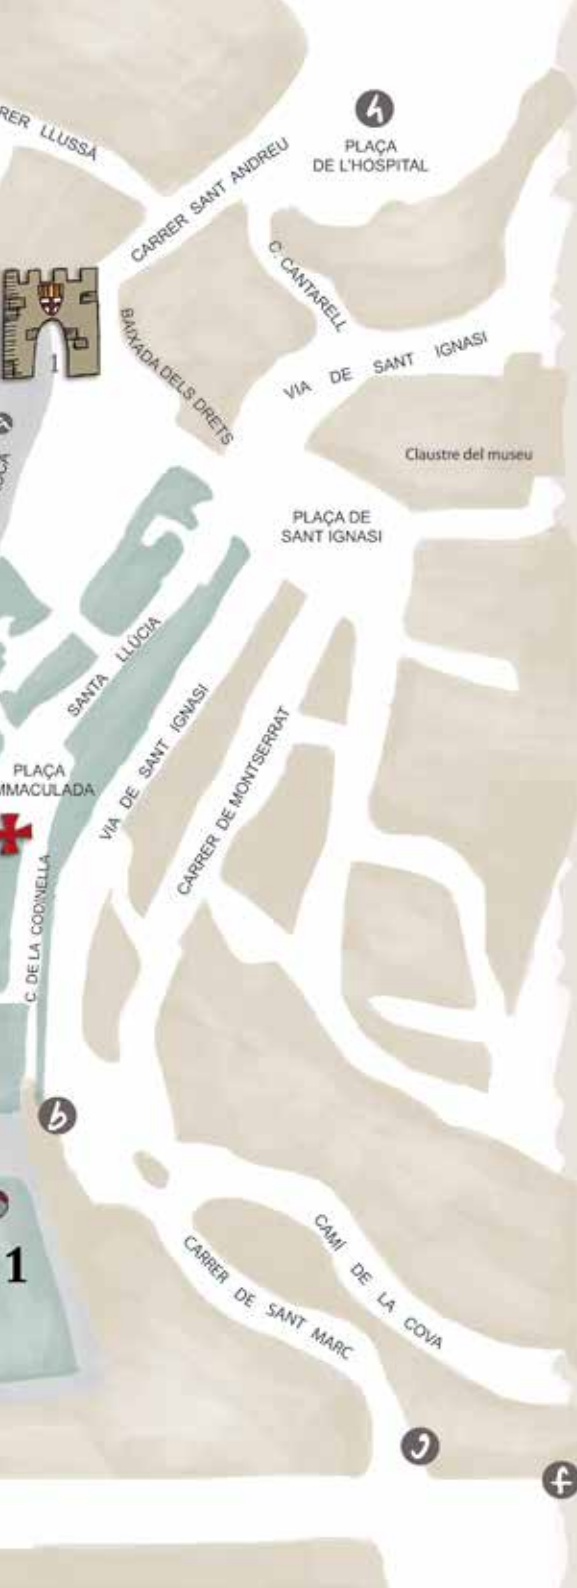 h
PLAÇA
DE L'HOSPITAL
LLUSSÀ
CARRER SANT ANDREU
C. CANTARELL
1
BAIXADA DELS DRETS
VIA DE SANT IGNASI
Claustre del museu
PLAÇA DE
SANT IGNASI
SANTA LLÚCIA
VIA DE SANT IGNASI
CARRER DE MONTSERRAT
PLAÇA
C. DE LA CODINELLA
b
1
CAMÍ DE LA COVA
CARRER DE SANT MARC
f